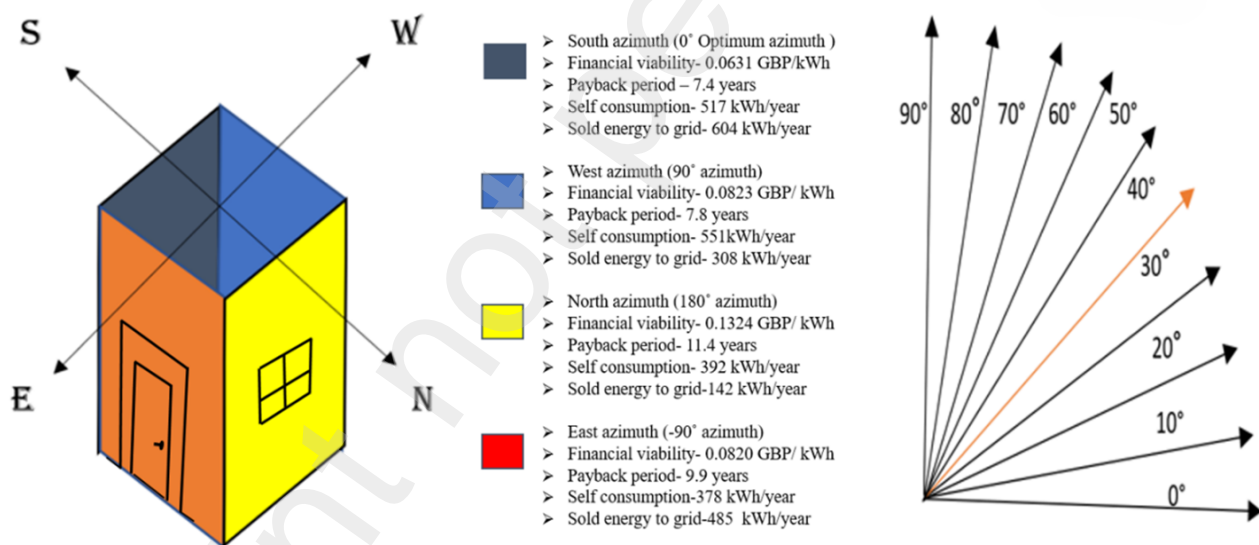 S
W
E
N
➢ South azimuth (0˚ Optimum azimuth )
➢ Financial viability- 0.0631 GBP/kWh
➢ Payback period – 7.4 years
➢ Self consumption- 517 kWh/year
➢ Sold energy to grid- 604 kWh/year
➢ West azimuth (90˚ azimuth)
➢ Financial viability- 0.0823 GBP/ kWh
➢ Payback period- 7.8 years
➢ Self consumption- 551kWh/year
➢ Sold energy to grid- 308 kWh/year
➢ North azimuth (180˚ azimuth)
➢ Financial viability- 0.1324 GBP/ kWh
➢ Payback period- 11.4 years
➢ Self consumption- 392 kWh/year
➢ Sold energy to grid-142 kWh/year
➢ East azimuth (-90˚ azimuth)
➢ Financial viability- 0.0820 GBP/ kWh
➢ Payback period- 9.9 years
➢ Self consumption-378 kWh/year
➢ Sold energy to grid-485 kWh/year
90˚
80˚
70˚
60˚
50˚
40˚
30˚
20˚
10˚
0˚
not